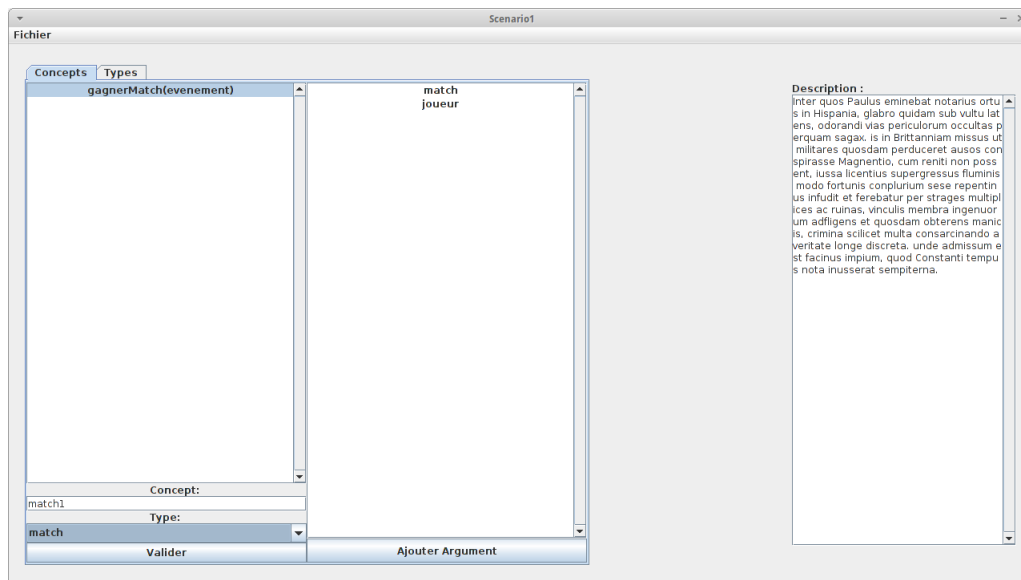 Scenario1
Fichier
Concepts Types
gagnerMatch(evenement)
match
joueur
Concept:
match1
Type:
match
Valider
Ajouter Argument
Description :
Inter quos Paulus eminebat notarius ortu
s in Hispania, glabro quidam sub vultu lat
ens, odorandi vias periculorum occultas p
erquam sagax. is in Brittanniam missus ut
militares quosdam perduceret ausos con
spirasse Magnentio, cum reniti non poss
ent, iussa licentius supergressus fluminis
modo fortunis conplurium sese repentin
us infudit et ferebatur per strages multipl
ices ac ruinas, vinculis membra ingenuor
um adfligens et quosdam obterens manic
is, crimina scilicet multa consarcinando a
veritate longe discreta. unde admissum e
st facinus impium, quod Constanti tempu
s nota inusserat sempiterna.